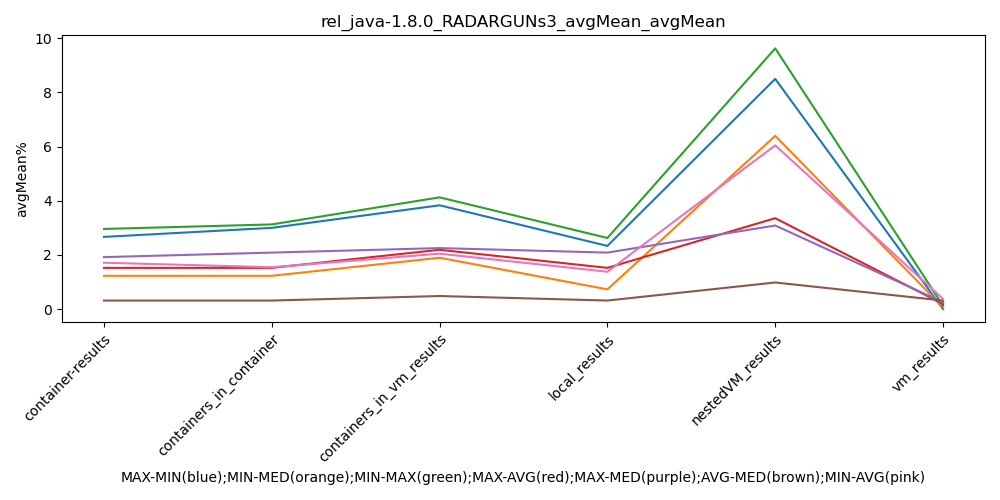 rel_java-1.8.0_RADARGUNs3_avgMean_avgMean
avgMean%
10
8
6
4
2
0
container-results
containers_in_container
containers_in_vm_results
local_results
nestedVM_results
vm_results
MAX-MIN(blue);MIN-MED(orange);MIN-MAX(green);MAX-AVG(red);MAX-MED(purple);AVG-MED(brown);MIN-AVG(pink)